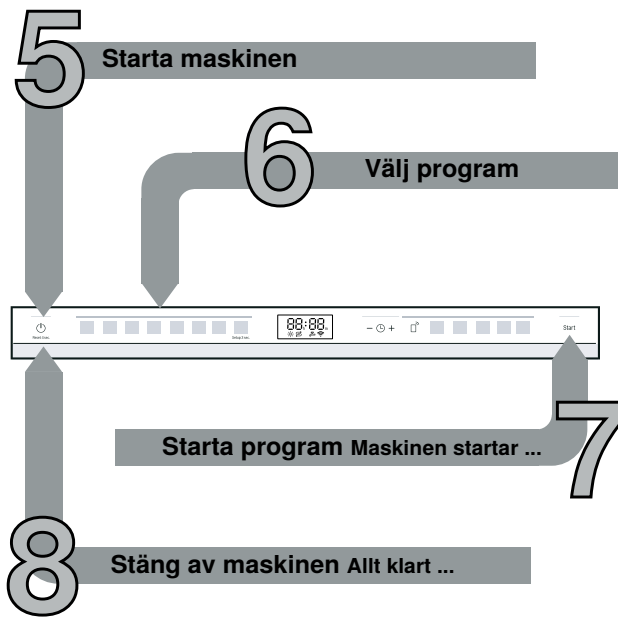 5
Starta maskinen
6
Välj program
88:88
- +
Start
Starta program Maskinen startar ...
7
8
Stäng av maskinen Allt klart ...